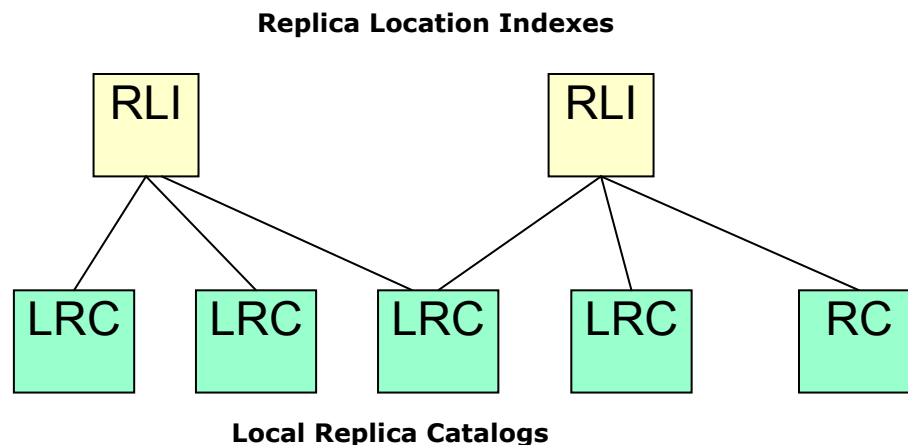 Replica Location Indexes
RLI
RLI
LRC
LRC
LRC
LRC
RC
Local Replica Catalogs